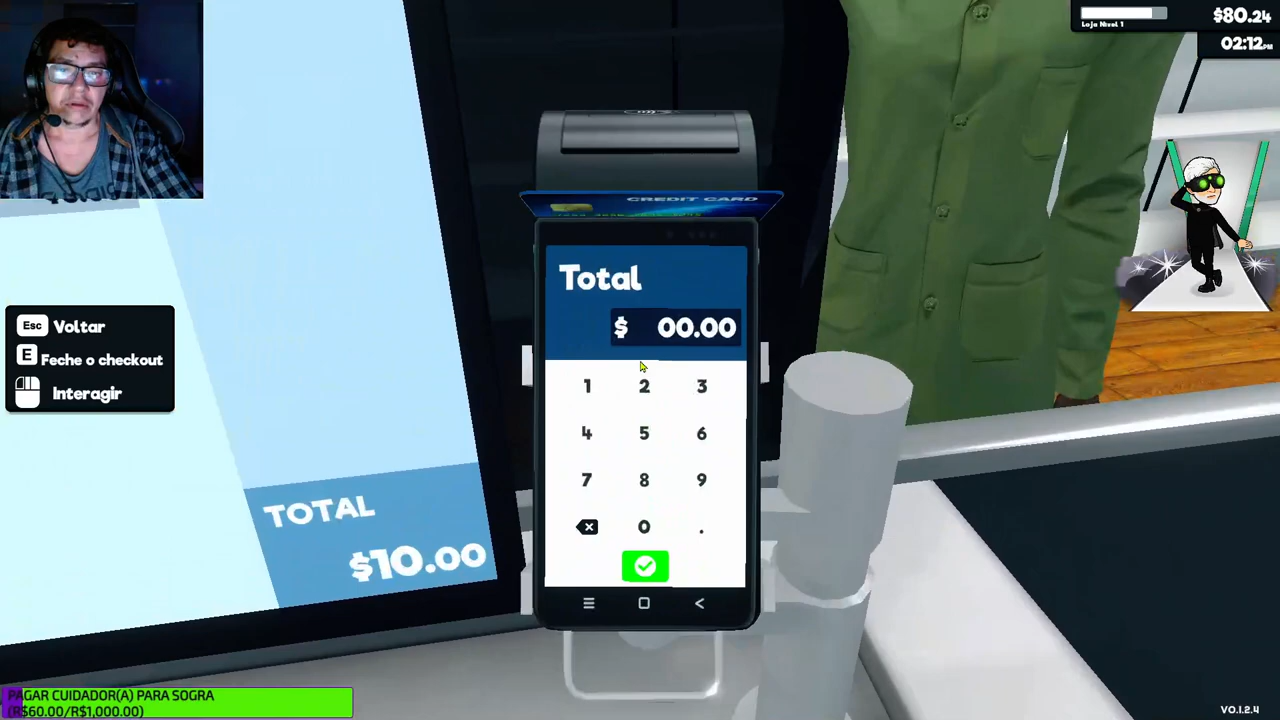 $80.24
Loja Nível 1
02:12PM
CREDIT CARD
Total
$ 00.00
Esc Voltar
E Feche o checkout
Interagir
1 2 3
4 5 6
7 8 9
0 .
TOTAL
$10.00
PAGAR CUIDADOR(A) PARA SOGRA
(R$60.00/R$1,000.00)
V0.1.2.4